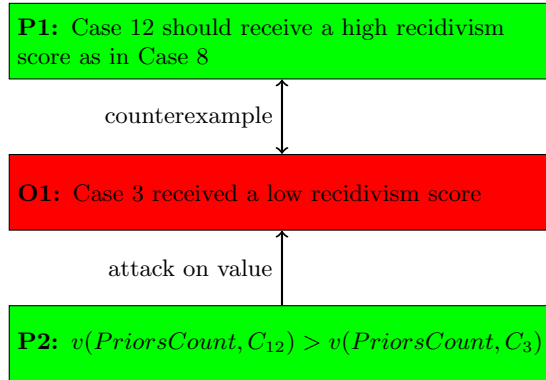 P1: Case 12 should receive a high recidivism
score as in Case 8
counterexample
O1: Case 3 received a low recidivism score
attack on value
P2: v(PriorsCount, C₁₂) > v(PriorsCount, C₃)